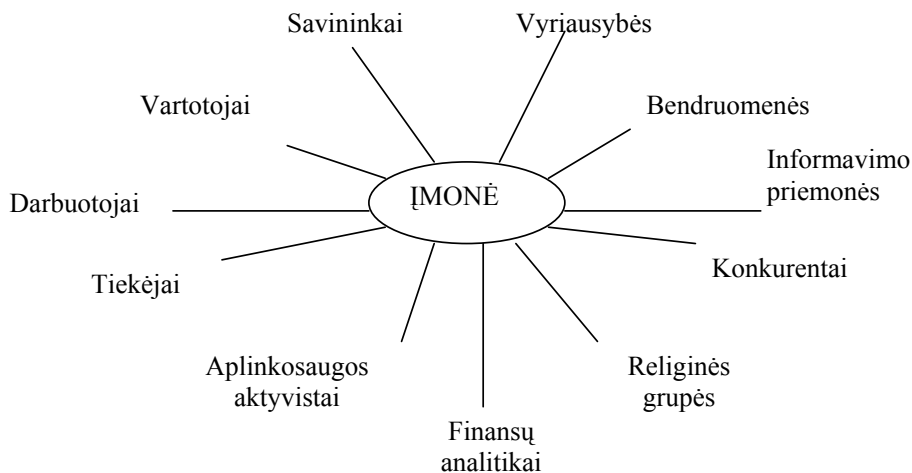 Savininkai
Vyriausybės
Vartotojai
Bendruomenės
Informavimo
priemonės
ĮMONĖ
Darbuotojai
Konkurentai
Tiekėjai
Aplinkosaugos
aktyvistai
Religinės
grupės
Finansų
analitikai